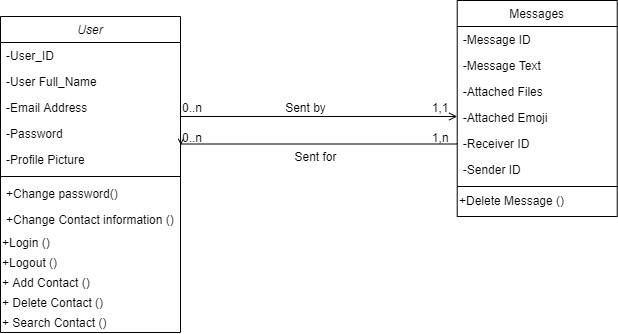 User
-User_ID
-User Full_Name
-Email Address
-Password
-Profile Picture
+Change password()
+Change Contact information ()
+Login ()
+Logout ()
+ Add Contact ()
+ Delete Contact ()
+ Search Contact ()
0..n Sent by 1,1
0..n 1,n
Sent for
Messages
-Message ID
-Message Text
-Attached Files
-Attached Emoji
-Receiver ID
-Sender ID
+Delete Message ()